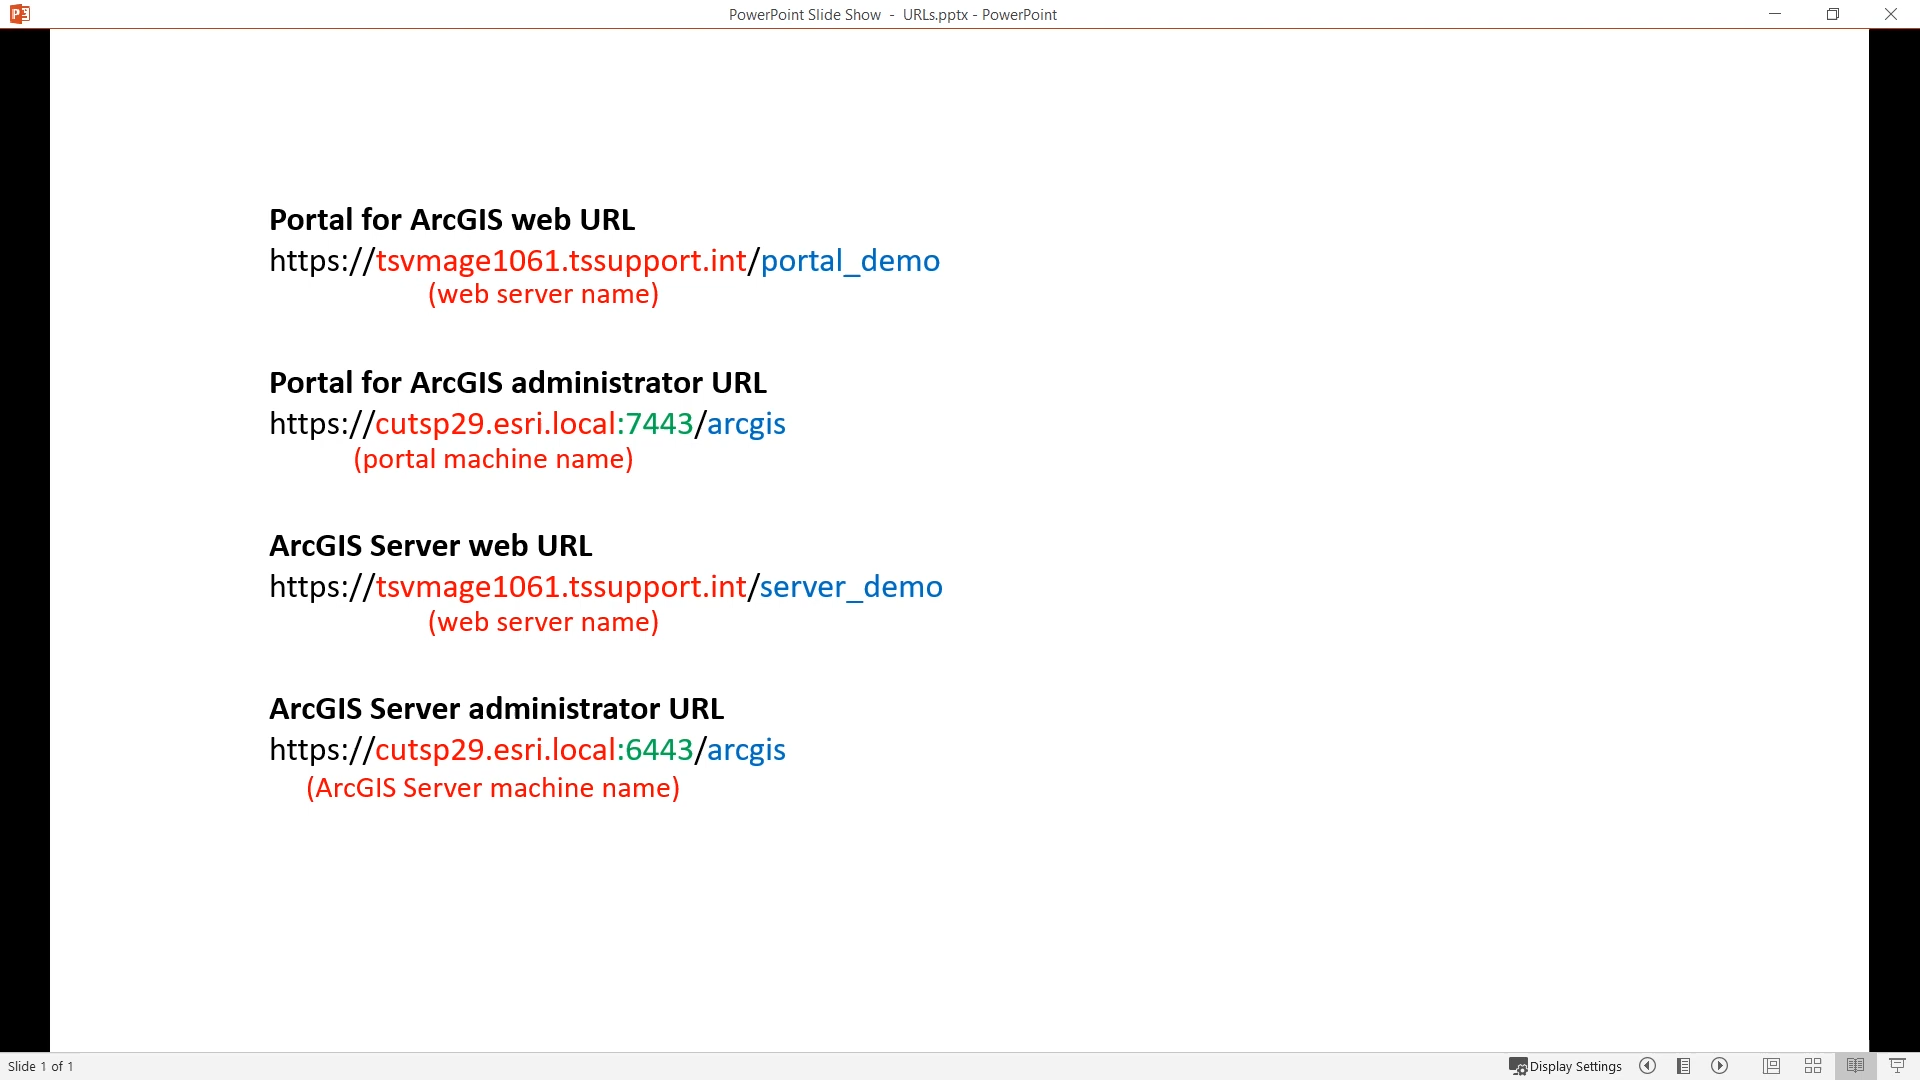 PowerPoint Slide Show - URLs.pptx - PowerPoint
Portal for ArcGIS web URL
https://tsvmage1061.tssupport.int/portal_demo
(web server name)
Portal for ArcGIS administrator URL
https://cutsp29.esri.local:7443/arcgis
(portal machine name)
ArcGIS Server web URL
https://tsvmage1061.tssupport.int/server_demo
(web server name)
ArcGIS Server administrator URL
https://cutsp29.esri.local:6443/arcgis
(ArcGIS Server machine name)
Slide 1 of 1
Display Settings